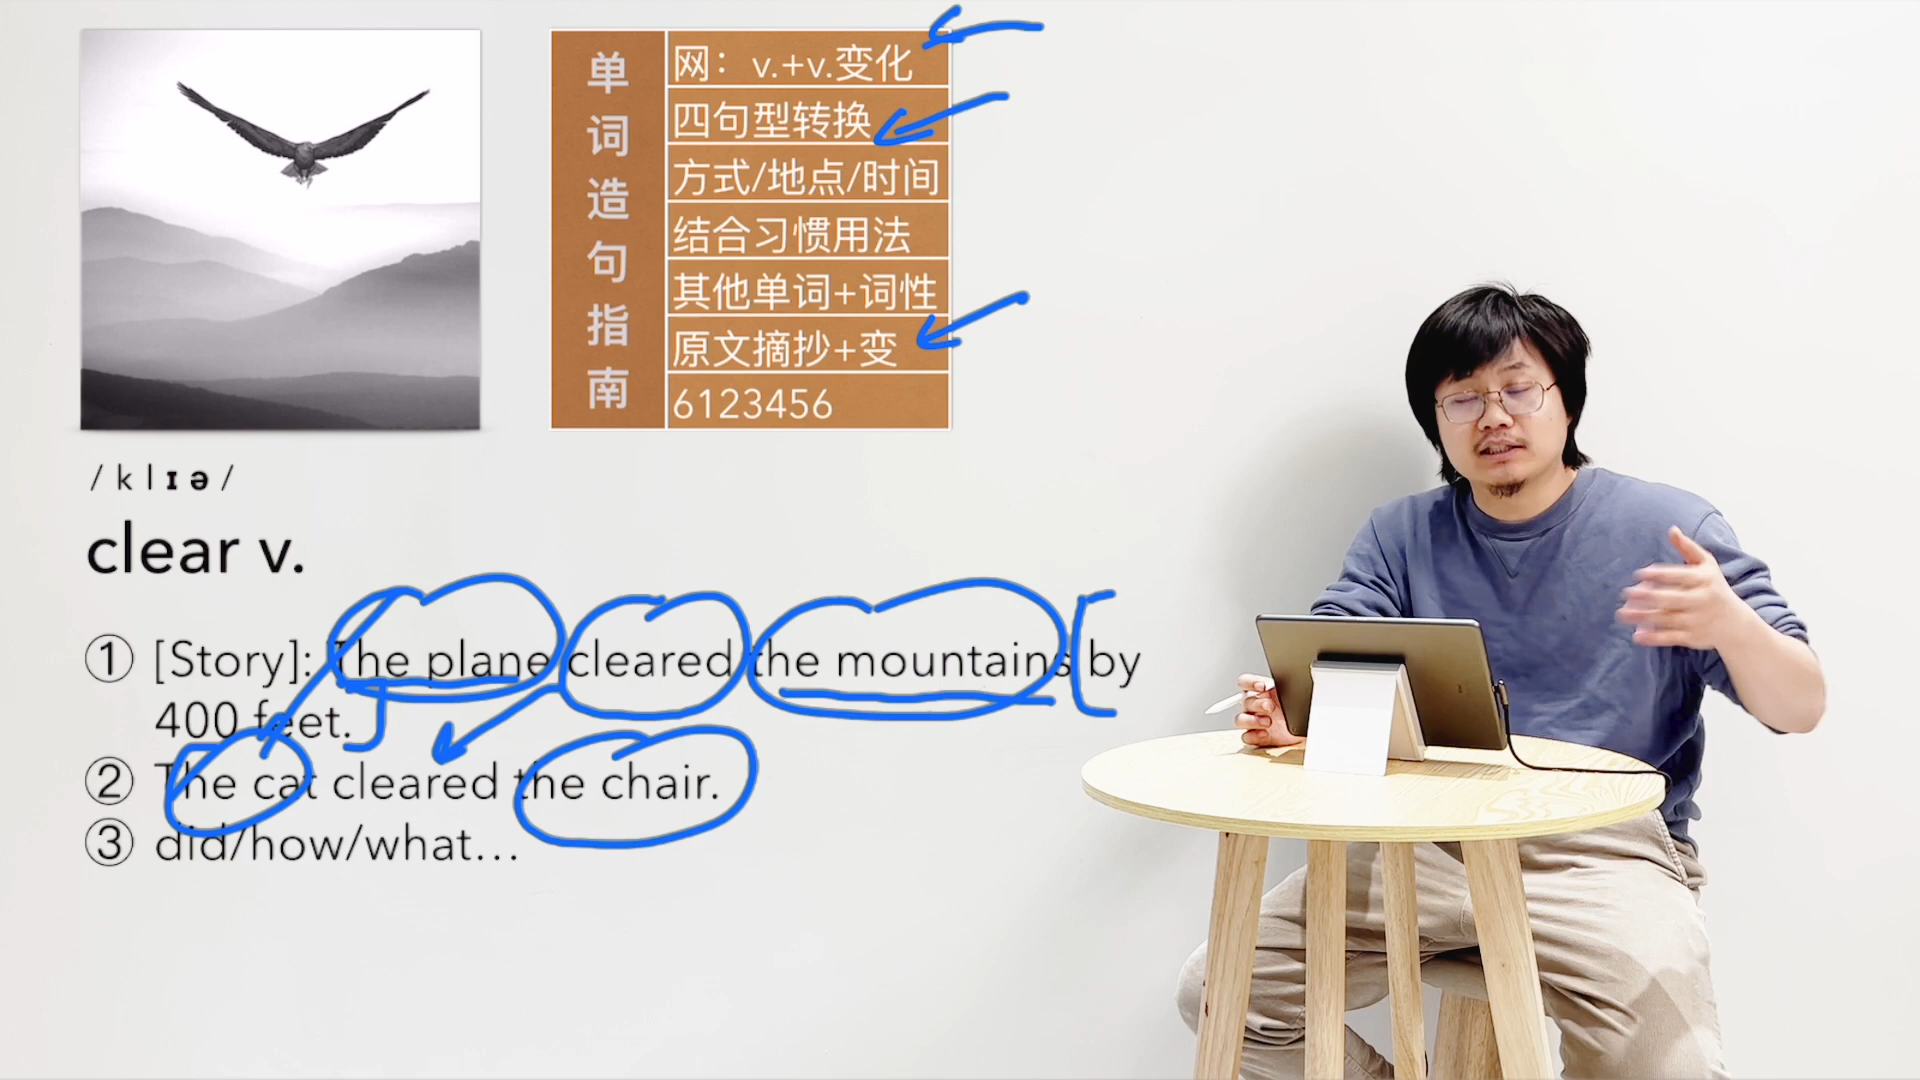 单词造句指南
网：v.+v.变化
四句型转换
方式/地点/时间
结合习惯用法
其他单词+词性
原文摘抄+变
6123456
/klɪə/
clear v.
① [Story]: The plane cleared the mountains by
400 feet.
② The cat cleared the chair.
③ did/how/what…